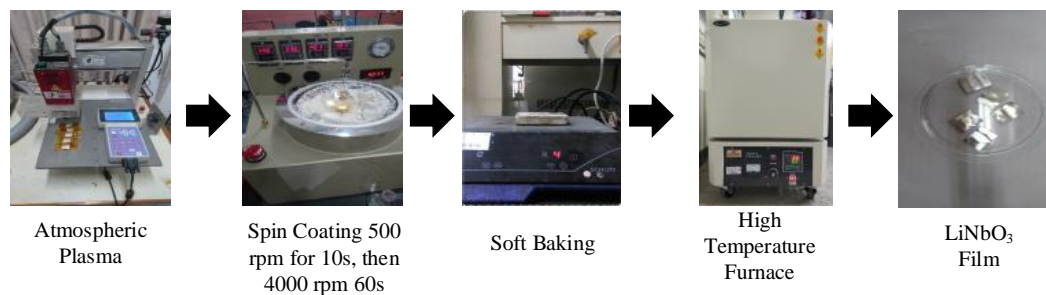 Atmospheric
Plasma
Spin Coating 500
rpm for 10s, then
4000 rpm 60s
Soft Baking
High
Temperature
Furnace
LiNbO₃
Film